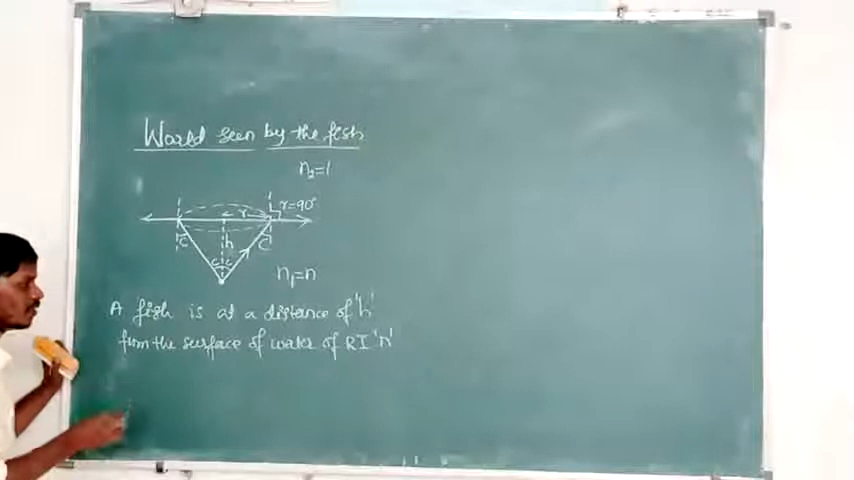 World seen by the fish
n₂=1
r r=90°
C h C
C C
n₁=n
A fish is at a distance of 'h'
from the surface of water of RI 'n'